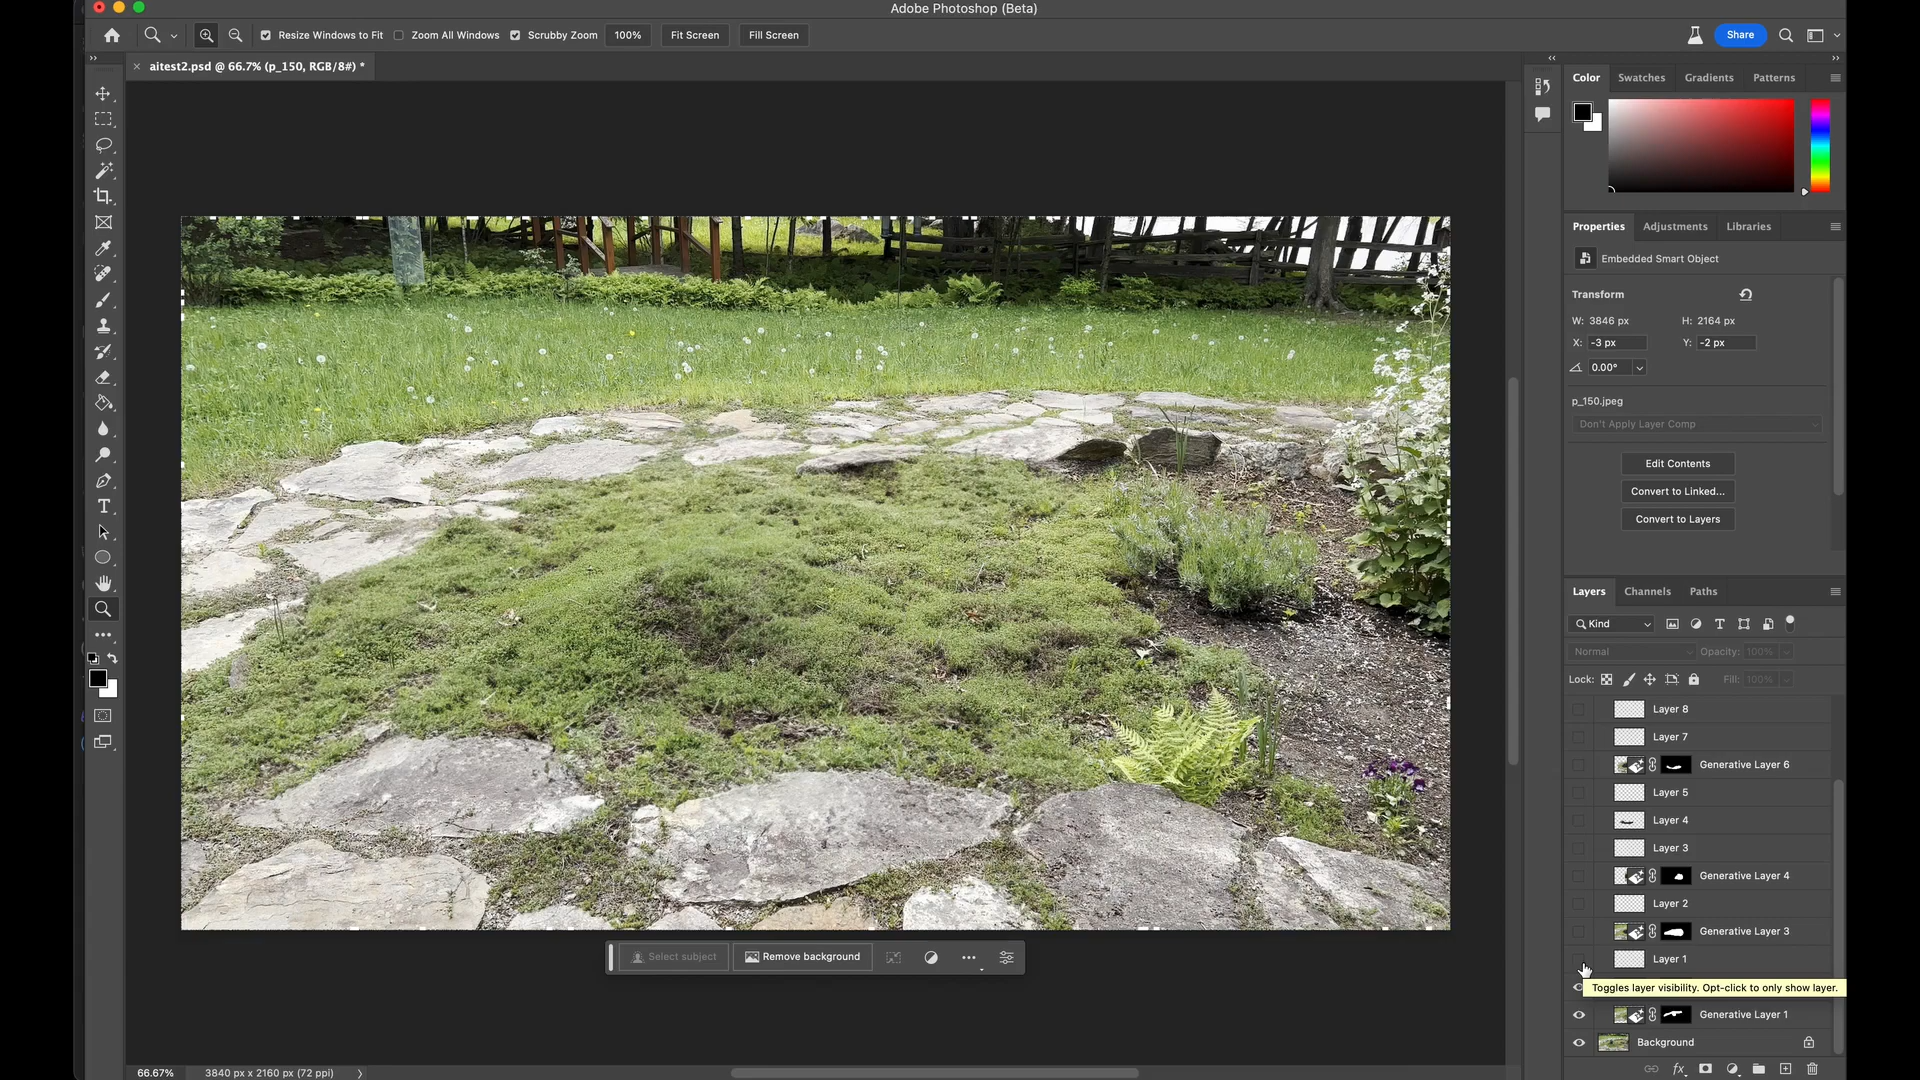 Adobe Photoshop (Beta)
Resize Windows to Fit
Zoom All Windows
Scrubby Zoom
100%
Fit Screen
Fill Screen
Share
aitest2.psd @ 66.7% (p_150, RGB/8#) *
Color
Swatches
Gradients
Patterns
Properties
Adjustments
Libraries
Embedded Smart Object
Transform
W: 3846 px
H: 2164 px
X: -3 px
Y: -2 px
0.00°
p_150.jpeg
Don't Apply Layer Comp
Edit Contents
Convert to Linked...
Convert to Layers
Layers
Channels
Paths
Kind
Normal
Opacity: 100%
Lock:
Fill: 100%
Layer 8
Layer 7
Generative Layer 6
Layer 5
Layer 4
Layer 3
Generative Layer 4
Layer 2
Generative Layer 3
Layer 1
Toggles layer visibility. Opt-click to only show layer.
Generative Layer 1
Background
Select subject
Remove background
66.67%
3840 px x 2160 px (72 ppi)